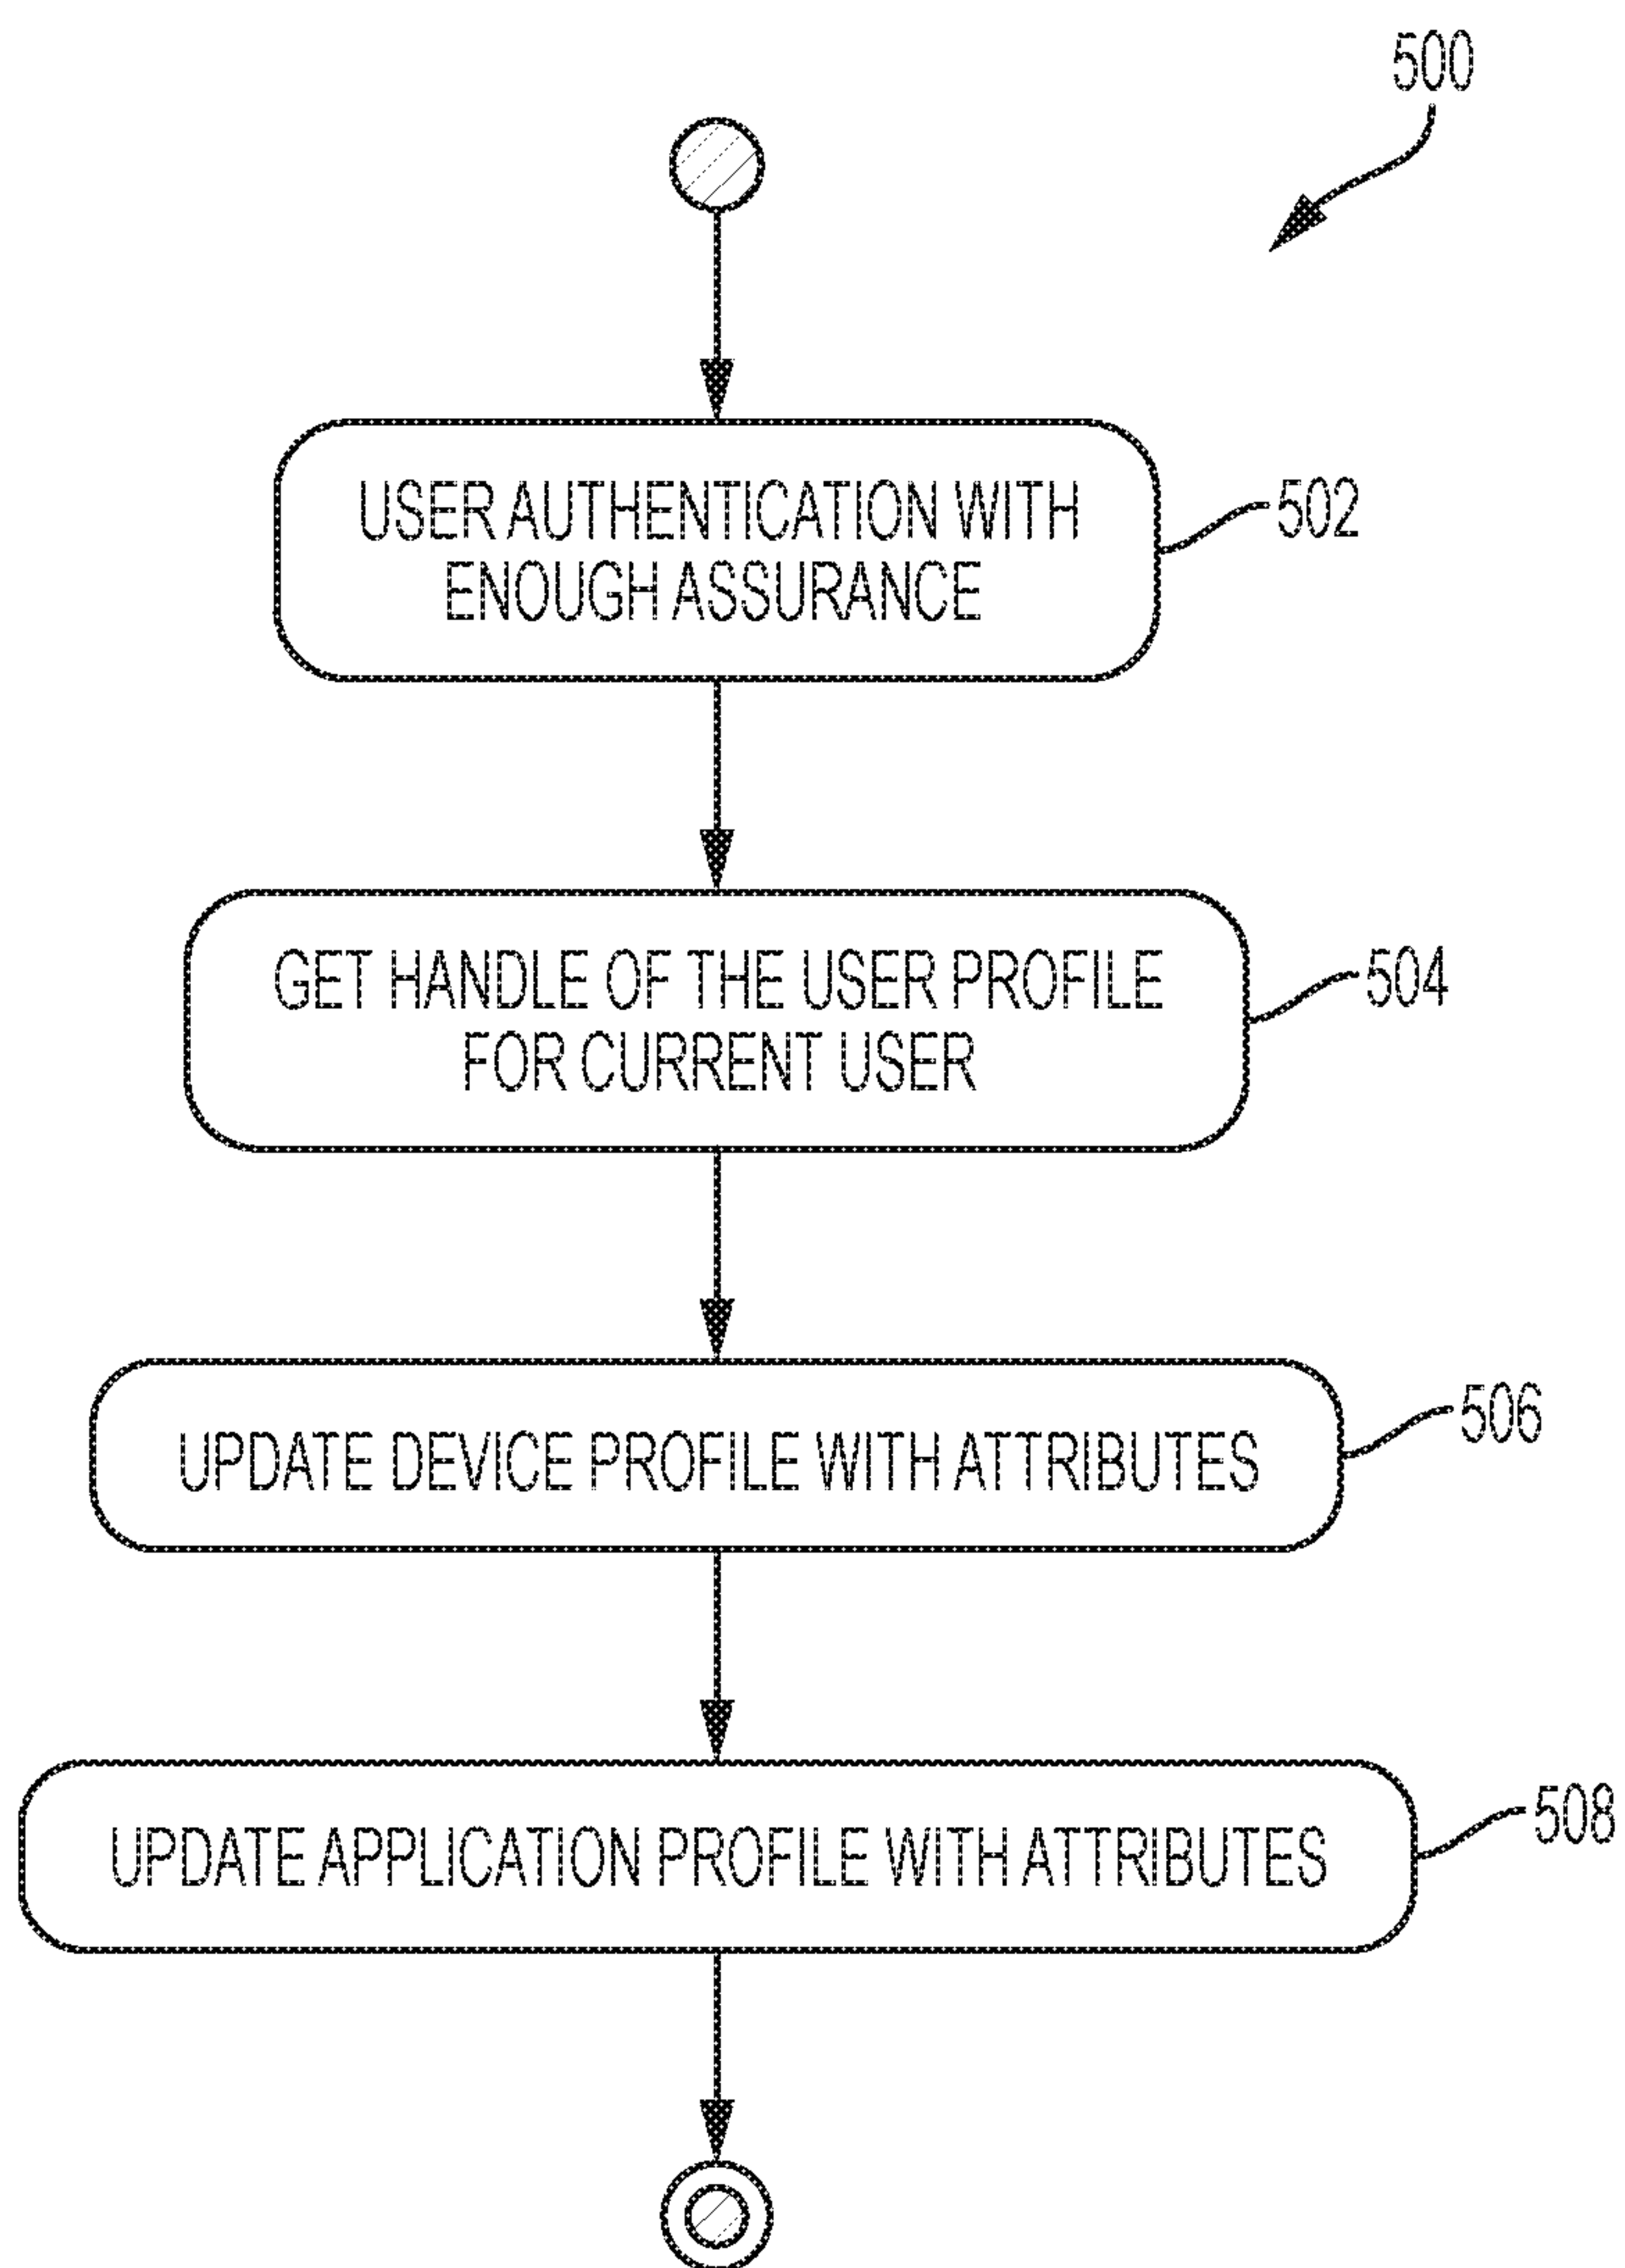 500
USER AUTHENTICATION WITH
ENOUGH ASSURANCE
502
GET HANDLE OF THE USER PROFILE
FOR CURRENT USER
504
UPDATE DEVICE PROFILE WITH ATTRIBUTES
506
UPDATE APPLICATION PROFILE WITH ATTRIBUTES
508